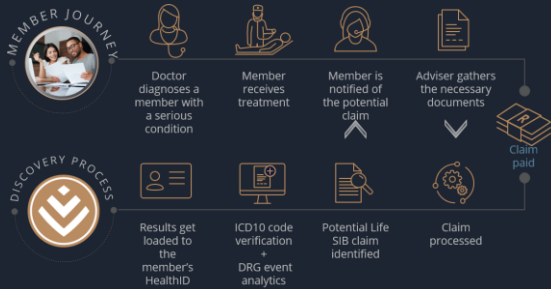 MEMBER JOURNEY
Doctor
diagnoses a
member with
a serious
condition
Member
receives
treatment
Member is
notified of
the potential
claim
Adviser gathers
the necessary
documents
R
Claim
paid
DISCOVERY PROCESS
Results get
loaded to
the
member's
HealthID
ICD10 code
verification
+
DRG event
analytics
Potential Life
SIB claim
identified
Claim
processed